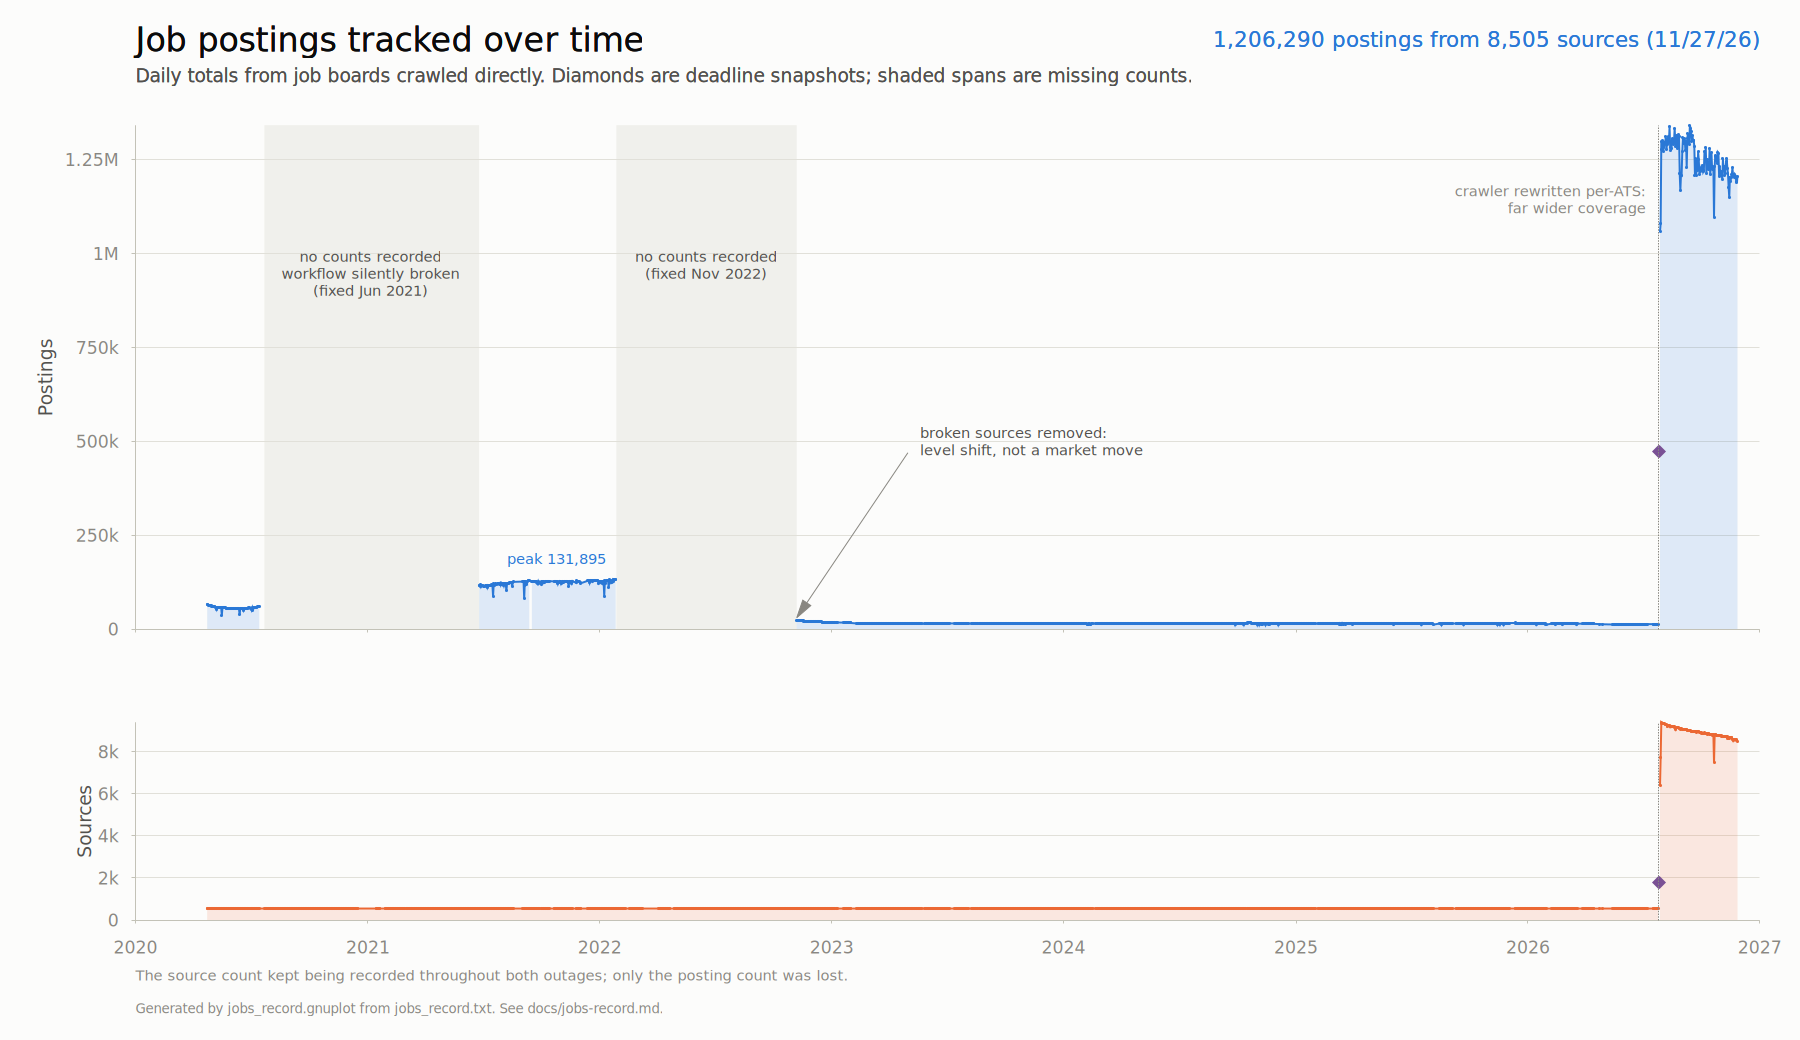 Job postings tracked over time
1,206,290 postings from 8,505 sources (11/27/26)
Daily totals from job boards crawled directly. Diamonds are deadline snapshots; shaded spans are missing counts.
Postings
1.25M
1M
750k
500k
250k
0
no counts recorded
workflow silently broken
(fixed Jun 2021)
no counts recorded
(fixed Nov 2022)
crawler rewritten per-ATS:
far wider coverage
broken sources removed:
level shift, not a market move
peak 131,895
Sources
8k
6k
4k
2k
0
2020 2021 2022 2023 2024 2025 2026 2027
The source count kept being recorded throughout both outages; only the posting count was lost.
Generated by jobs_record.gnuplot from jobs_record.txt. See docs/jobs-record.md.